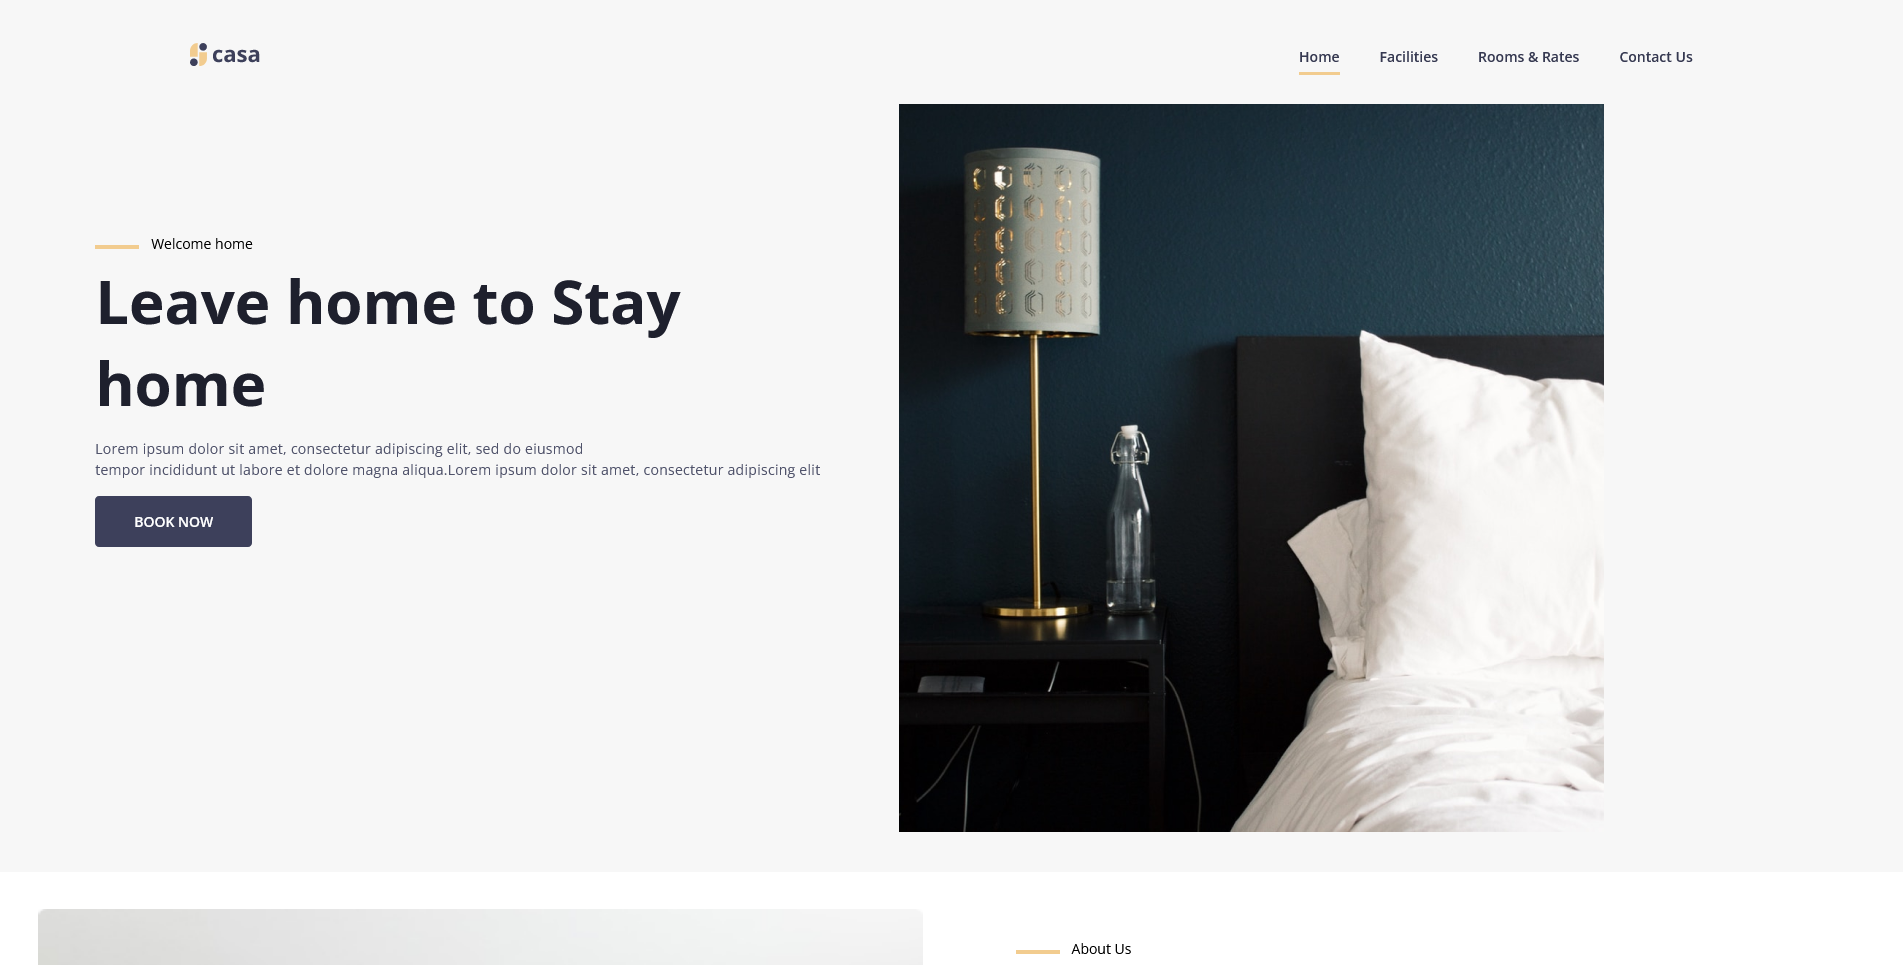 casa
Home
Facilities
Rooms & Rates
Contact Us
Welcome home
Leave home to Stay
home
Lorem ipsum dolor sit amet, consectetur adipiscing elit, sed do eiusmod
tempor incididunt ut labore et dolore magna aliqua.Lorem ipsum dolor sit amet, consectetur adipiscing elit
BOOK NOW
About Us